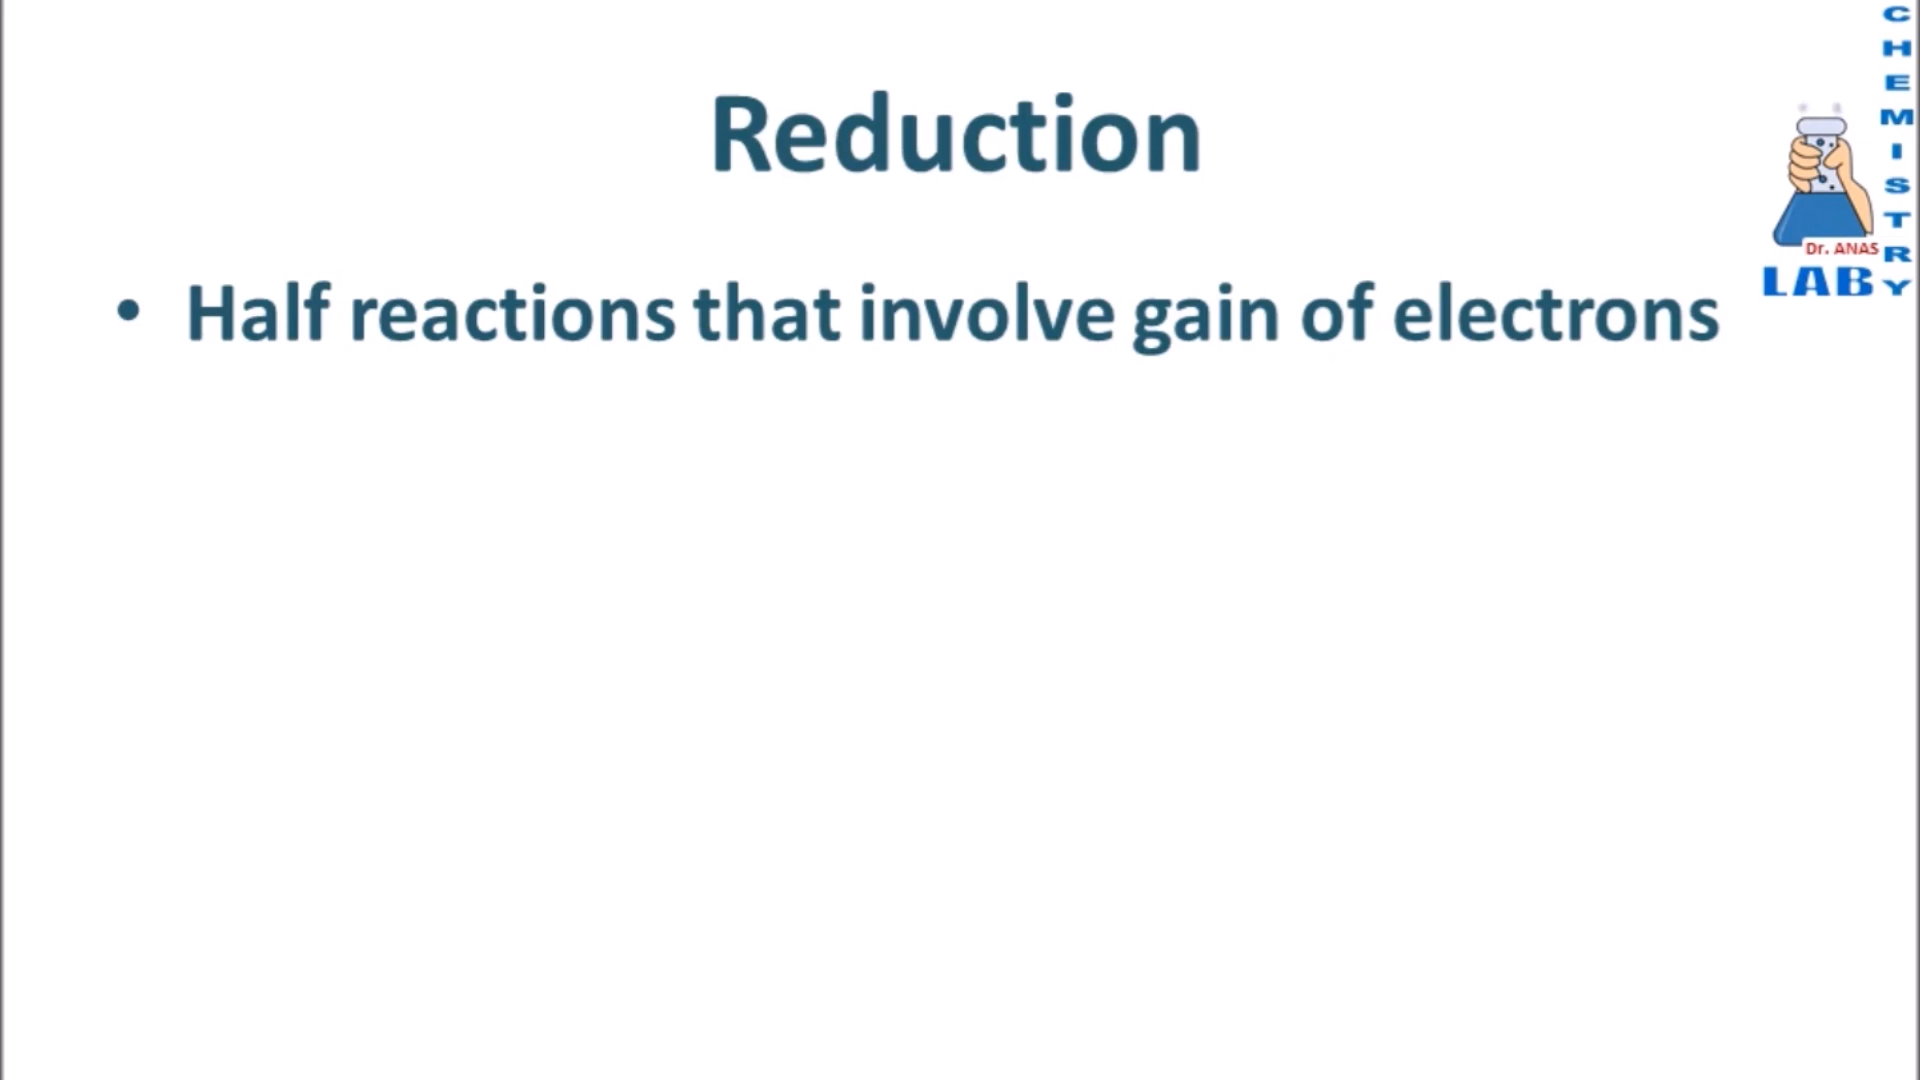 Reduction
• Half reactions that involve gain of electrons
CHEMISTRY
Dr. ANAS
LAB